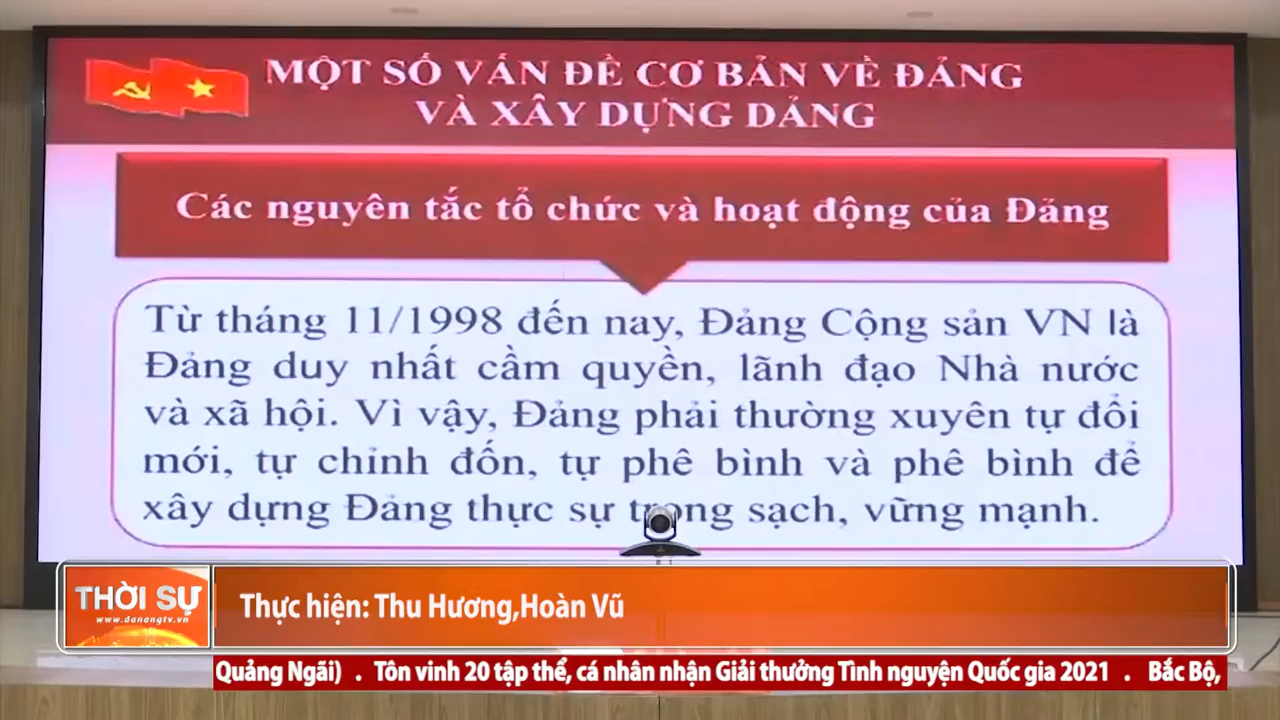 MỘT SỐ VẤN ĐỀ CƠ BẢN VỀ ĐẢNG
VÀ XÂY DỰNG ĐẢNG
Các nguyên tắc tổ chức và hoạt động của Đảng
Từ tháng 11/1998 đến nay, Đảng Cộng sản VN là
Đảng duy nhất cầm quyền, lãnh đạo Nhà nước
và xã hội. Vì vậy, Đảng phải thường xuyên tự đổi
mới, tự chỉnh đốn, tự phê bình và phê bình để
xây dựng Đảng thực sự trong sạch, vững mạnh.
THỜI SỰ
www.danangtv.vn
Thực hiện: Thu Hương,Hoàn Vũ
Quảng Ngãi) . Tôn vinh 20 tập thể, cá nhân nhận Giải thưởng Tình nguyện Quốc gia 2021 . Bắc Bộ,